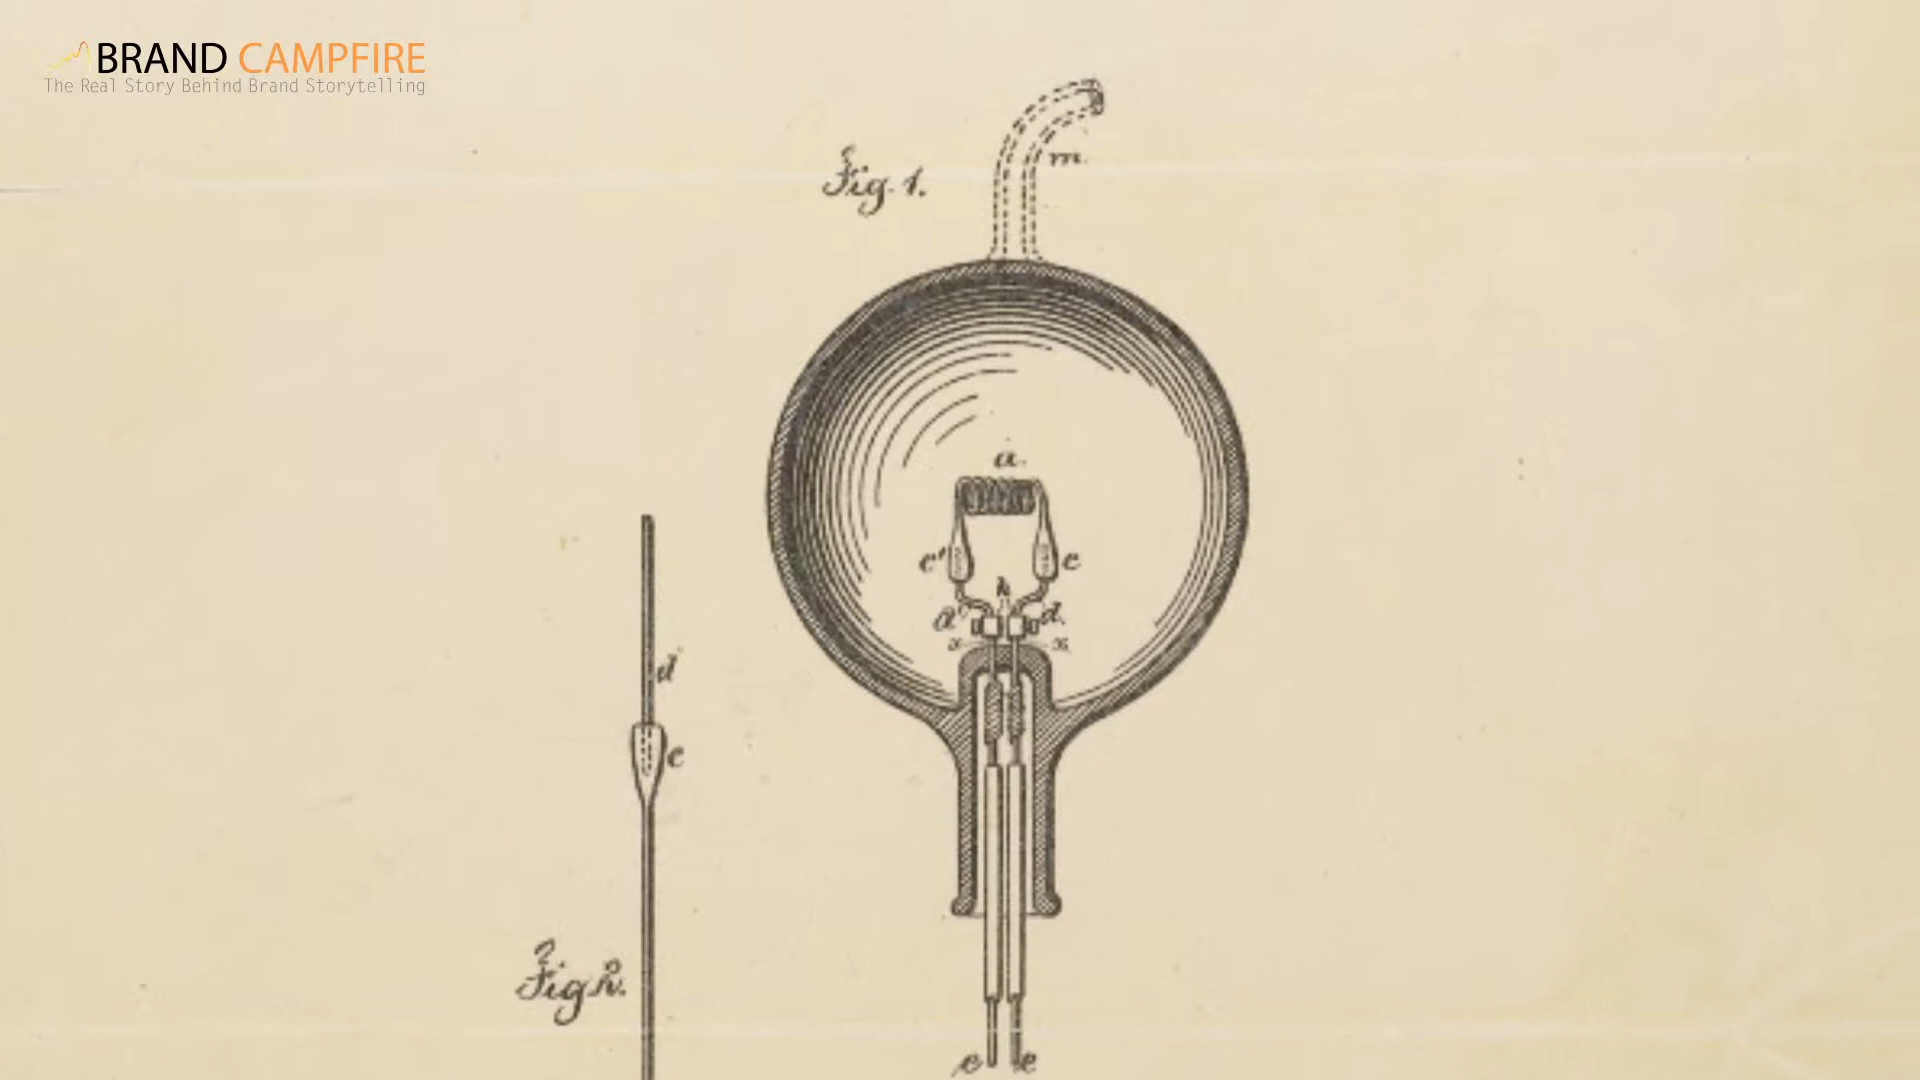 BRAND CAMPFIRE
The Real Story Behind Brand Storytelling
Fig. 1.
m.
a.
c' c
h
d' d.
x x.
d
c
Fig 2.
e e